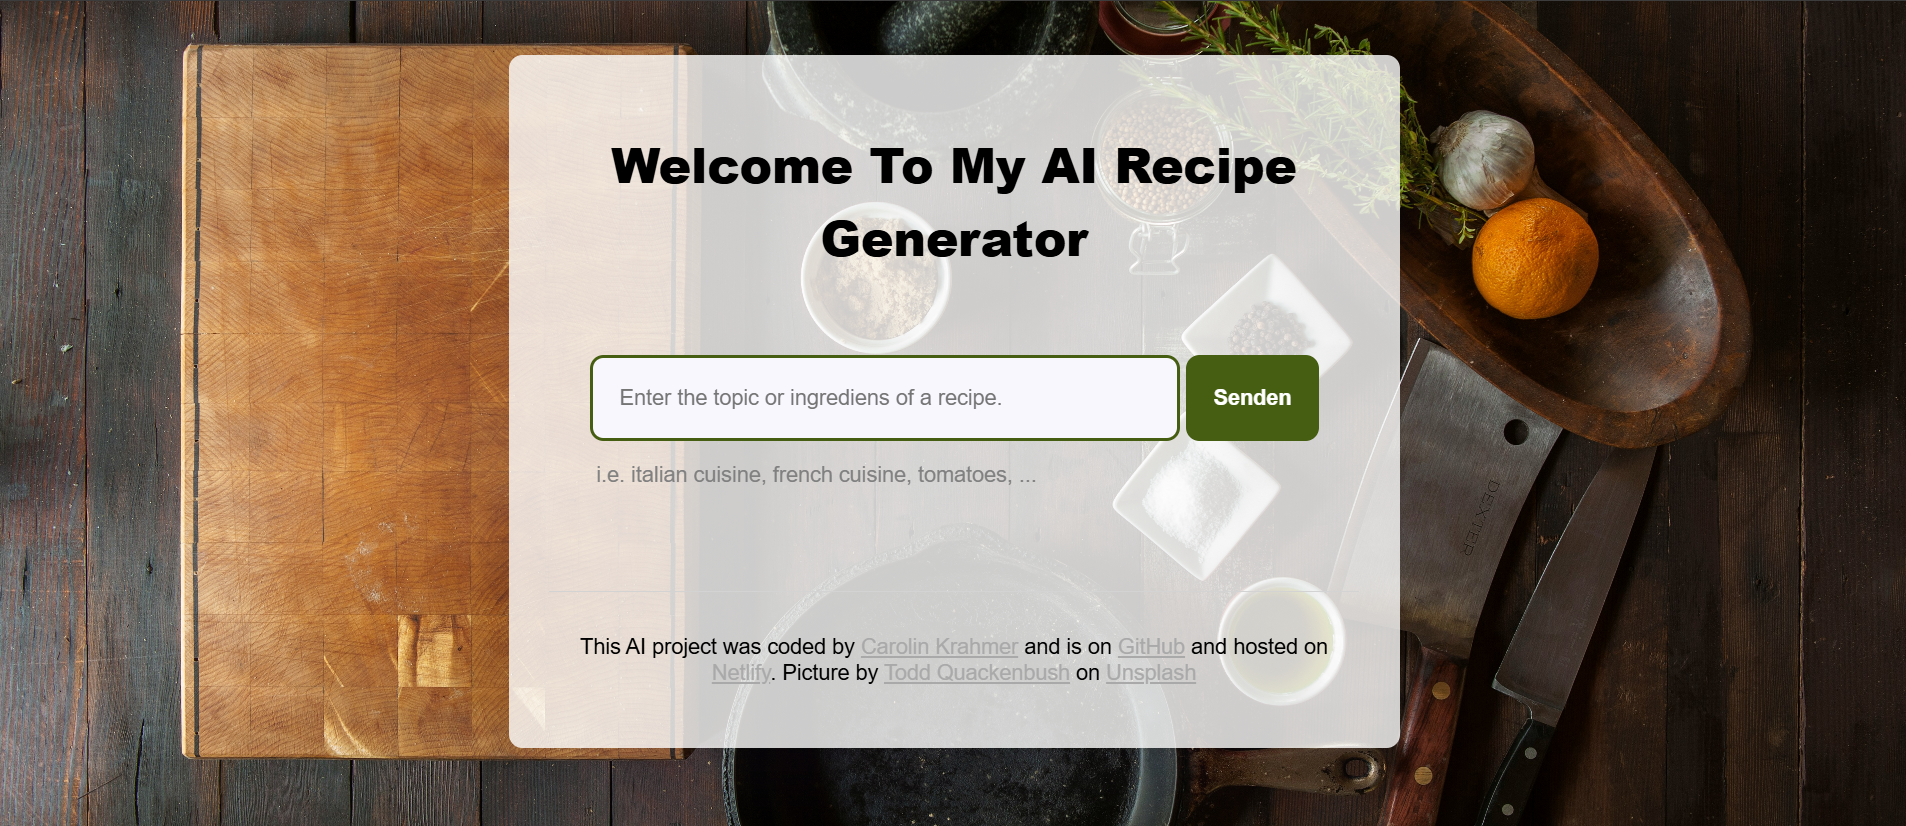 Welcome To My AI Recipe
Generator
Enter the topic or ingrediens of a recipe.
Senden
i.e. italian cuisine, french cuisine, tomatoes, ...
DEXTER
This AI project was coded by Carolin Krahmer and is on GitHub and hosted on
Netlify. Picture by Todd Quackenbush on Unsplash